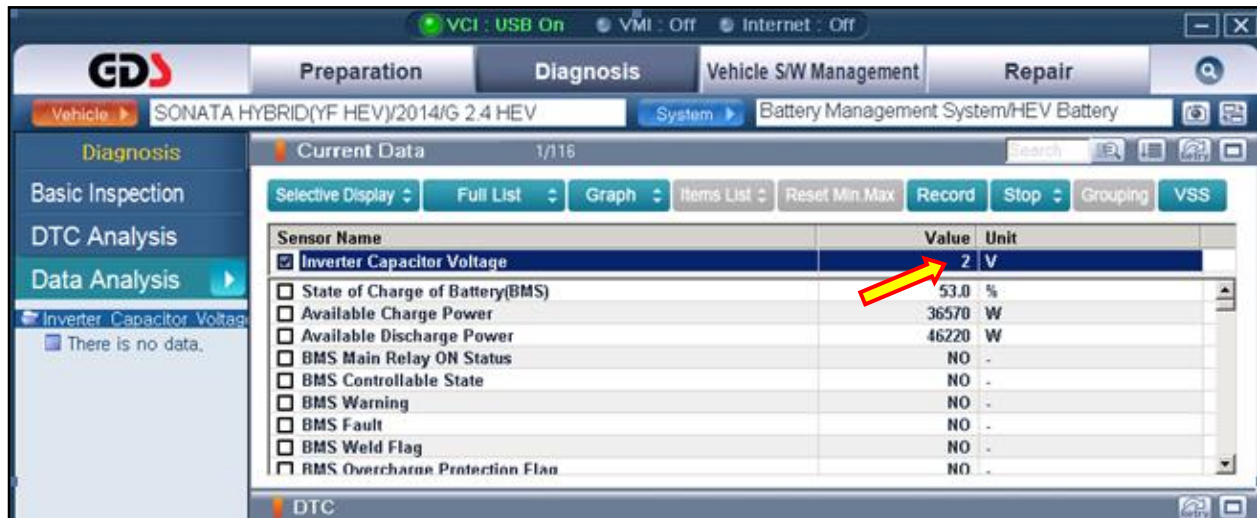 VCI : USB On VMI : Off Internet : Off
GDS Preparation Diagnosis Vehicle S/W Management Repair
Vehicle SONATA HYBRID(YF HEV)/2014/G 2.4 HEV System Battery Management System/HEV Battery
Diagnosis
Basic Inspection
DTC Analysis
Data Analysis
Inverter Capacitor Voltag
There is no data,
Current Data 1/116 Search Retry
Selective Display Full List Graph Items List Reset Min.Max. Record Stop Grouping VSS
Sensor Name Value Unit
Inverter Capacitor Voltage 2 V
State of Charge of Battery(BMS) 53.0 %
Available Charge Power 36570 W
Available Discharge Power 46220 W
BMS Main Relay ON Status NO -
BMS Controllable State NO -
BMS Warning NO -
BMS Fault NO -
BMS Weld Flag NO -
BMS Overcharge Protection Flag NO -
DTC Retry